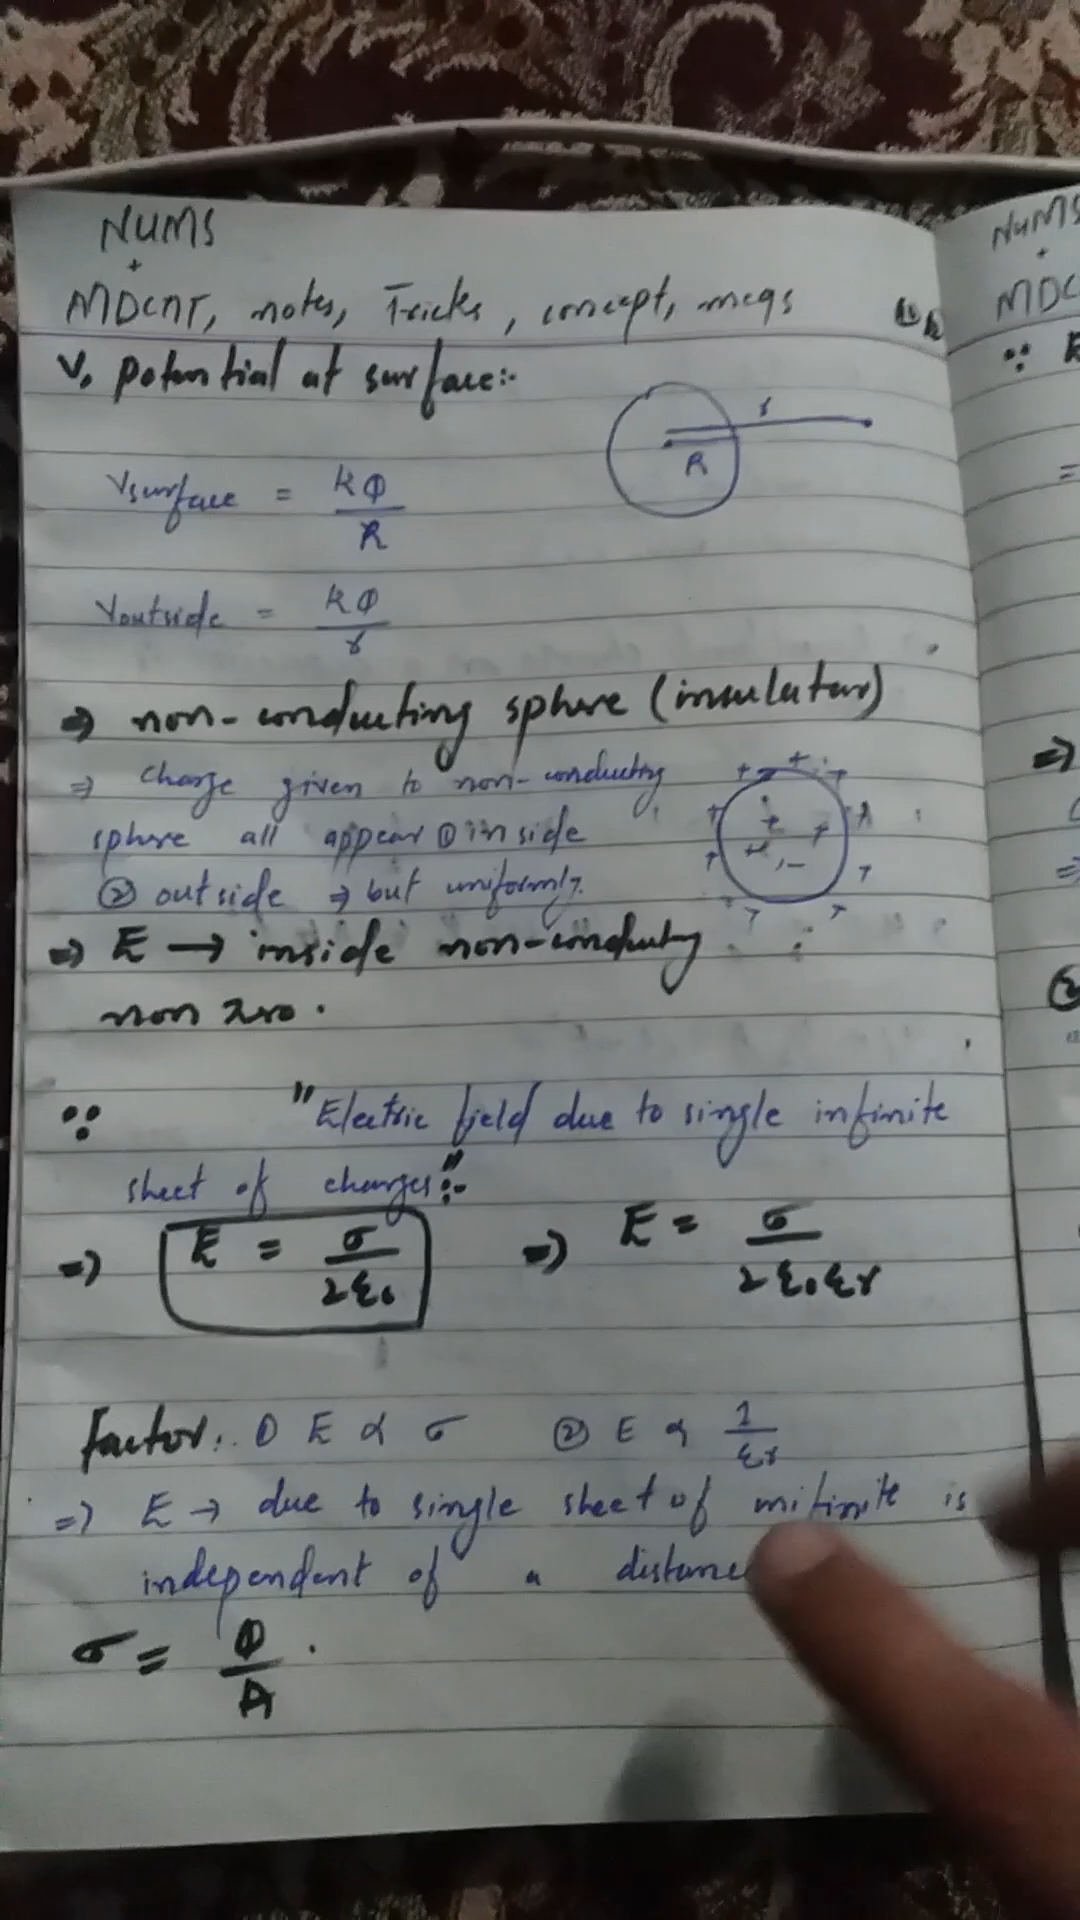 NUMS
+
MDCAT, notes, Tricks, concept, mcqs
V. potential at surface:-
r
R
Vsurface = kQ/R
Voutside = kQ/r
⇒ non-conducting sphere (insulator)
⇒ charge given to non-conducting
sphere all appear ① inside
② outside → but uniformly.
⇒ E → inside non-conducting
non zero.
∵ "Electric field due to single infinite
sheet of charges":-
⇒ E = σ/2ε₀ ⇒ E = σ/2ε₀εr
factor:. ① E ∝ σ ② E ∝ 1/εr
⇒ E → due to single sheet of infinite is
independent of a distance
σ = Q/A .
NUMS
+
MDC
∵ E
=
⇒
②